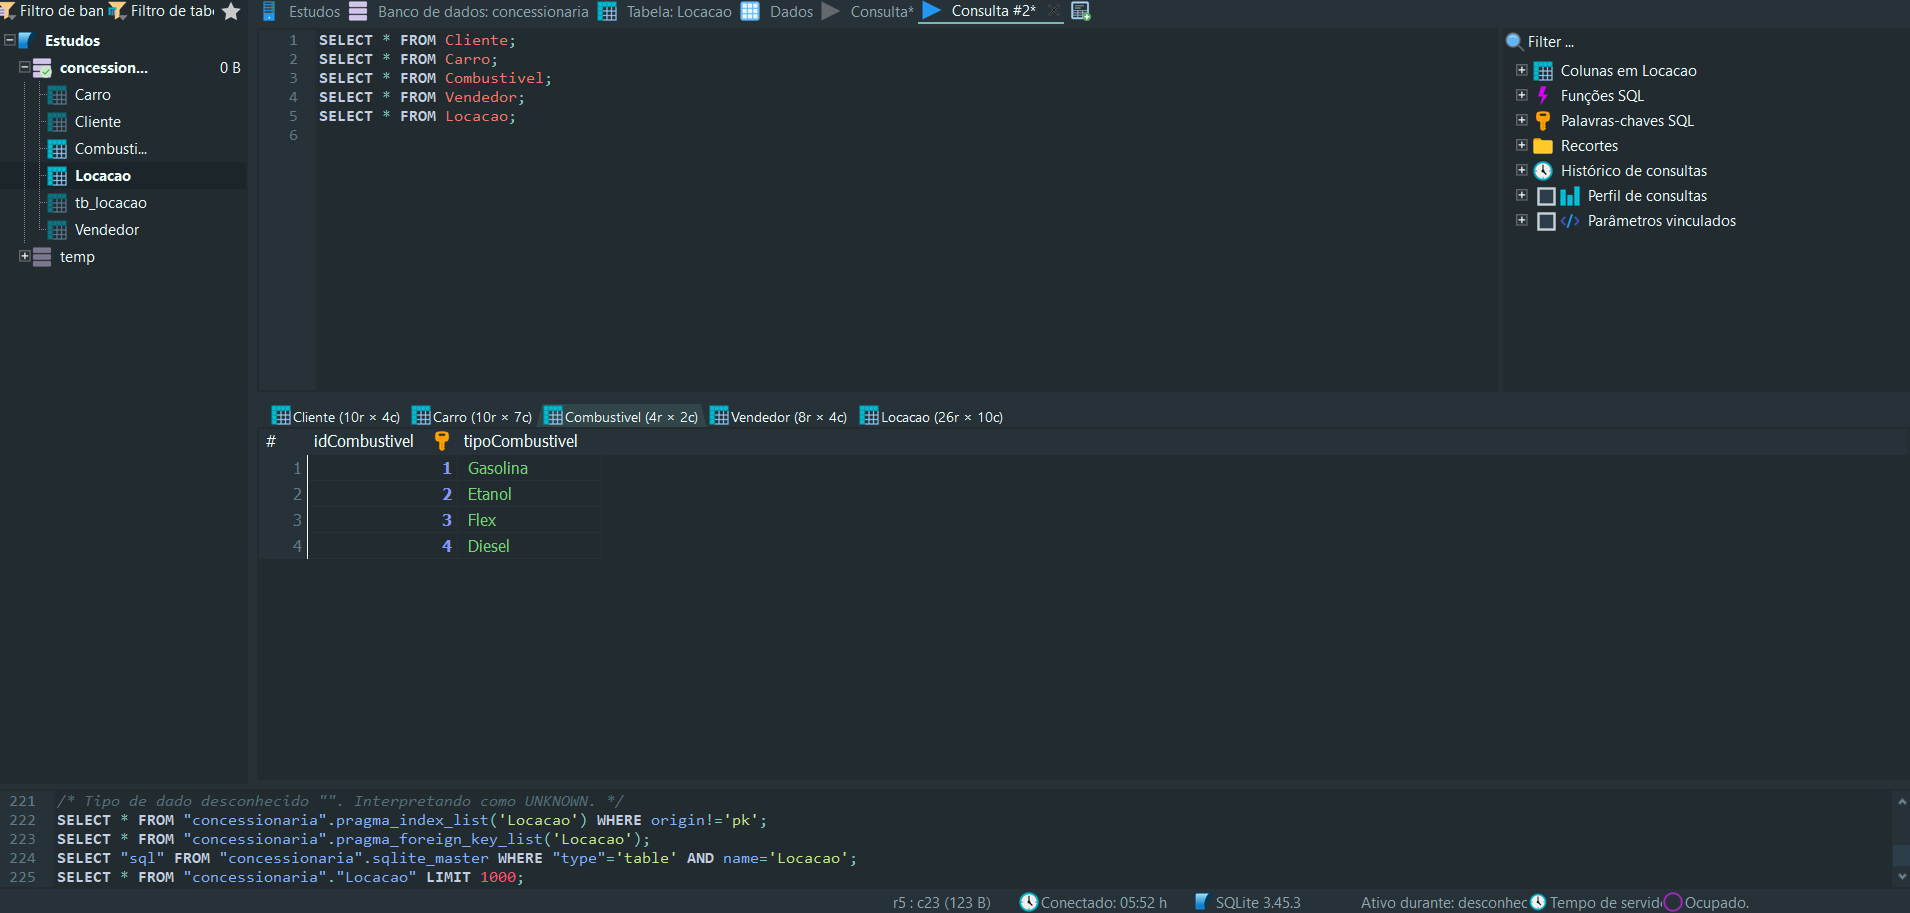 Filtro de ban Filtro de tabe
Estudos Banco de dados: concessionaria Tabela: Locacao Dados Consulta* Consulta #2*
Estudos
concession... 0 B
Carro
Cliente
Combusti...
Locacao
tb_locacao
Vendedor
temp
1 SELECT * FROM Cliente;
2 SELECT * FROM Carro;
3 SELECT * FROM Combustivel;
4 SELECT * FROM Vendedor;
5 SELECT * FROM Locacao;
6
Filter ...
Colunas em Locacao
Funções SQL
Palavras-chaves SQL
Recortes
Histórico de consultas
Perfil de consultas
Parâmetros vinculados
Cliente (10r × 4c) Carro (10r × 7c) Combustivel (4r × 2c) Vendedor (8r × 4c) Locacao (26r × 10c)
# idCombustivel tipoCombustivel
1 1 Gasolina
2 2 Etanol
3 3 Flex
4 4 Diesel
221 /* Tipo de dado desconhecido "". Interpretando como UNKNOWN. */
222 SELECT * FROM "concessionaria".pragma_index_list('Locacao') WHERE origin!='pk';
223 SELECT * FROM "concessionaria".pragma_foreign_key_list('Locacao');
224 SELECT "sql" FROM "concessionaria".sqlite_master WHERE "type"='table' AND name='Locacao';
225 SELECT * FROM "concessionaria"."Locacao" LIMIT 1000;
r5 : c23 (123 B) Conectado: 05:52 h SQLite 3.45.3 Ativo durante: desconhec Tempo de servid Ocupado.